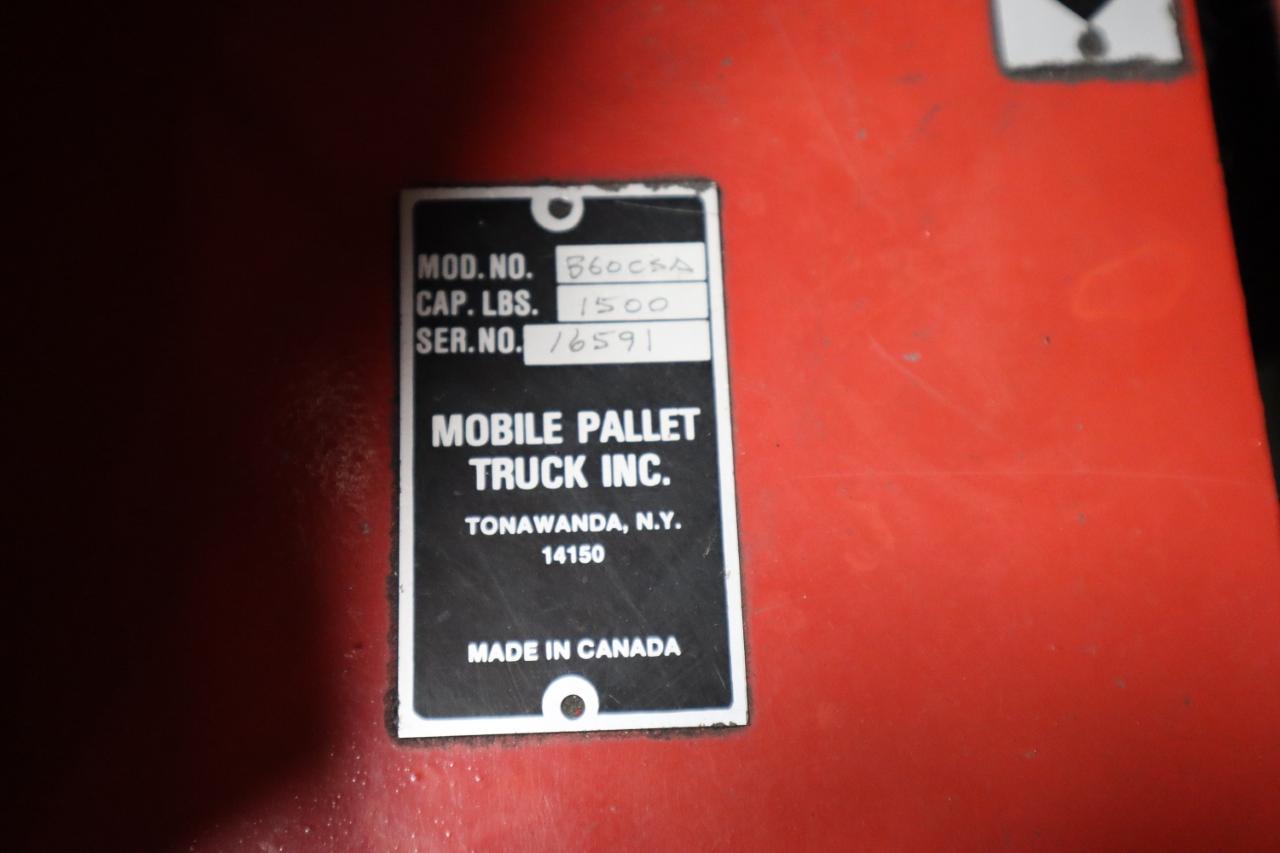 MOD. NO. B60CSA
CAP. LBS. 1500
SER. NO. 16591
MOBILE PALLET
TRUCK INC.
TONAWANDA, N.Y.
14150
MADE IN CANADA